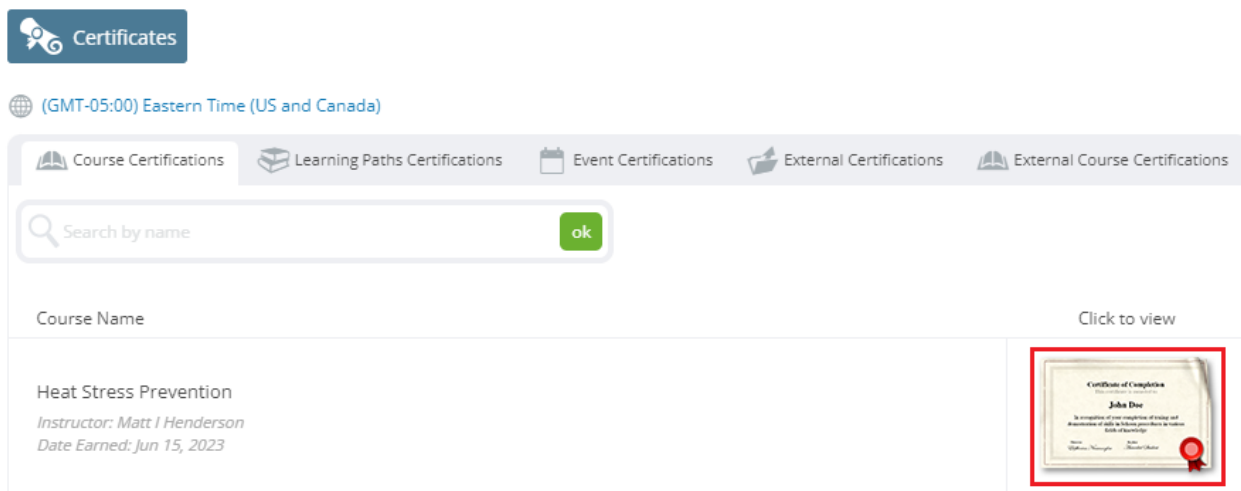 Certificates
(GMT-05:00) Eastern Time (US and Canada)
Course Certifications Learning Paths Certifications Event Certifications External Certifications External Course Certifications
Search by name ok
Course Name Click to view
Heat Stress Prevention
Instructor: Matt I Henderson
Date Earned: Jun 15, 2023
Certificate of Completion
John Doe